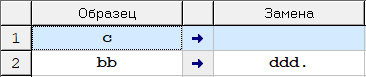 Образец Замена
1 c ➔
2 bb ➔ ddd.